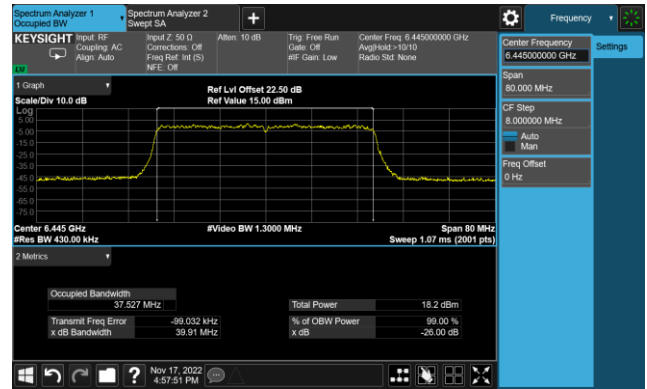 Spectrum Analyzer 1
Occupied BW
Spectrum Analyzer 2
Swept SA
Frequency
KEYSIGHT
Input: RF
Coupling: AC
Align: Auto
Input Z: 50 Ω
Corrections: Off
Freq Ref: Int (S)
NFE: Off
Atten: 10 dB
Trig: Free Run
Gate: Off
#IF Gain: Low
Center Freq: 6.445000000 GHz
Avg|Hold:>10/10
Radio Std: None
Center Frequency
6.445000000 GHz
Settings
Span
80.000 MHz
CF Step
8.000000 MHz
Auto
Man
Freq Offset
0 Hz
1 Graph
Scale/Div 10.0 dB
Ref Lvl Offset 22.50 dB
Ref Value 15.00 dBm
Log
5.00
-5.00
-15.0
-25.0
-35.0
-45.0
-55.0
-65.0
-75.0
Center 6.445 GHz
#Res BW 430.00 kHz
#Video BW 1.3000 MHz
Span 80 MHz
Sweep 1.07 ms (2001 pts)
2 Metrics
Occupied Bandwidth
37.527 MHz
Total Power 18.2 dBm
Transmit Freq Error -99.032 kHz
% of OBW Power 99.00 %
x dB Bandwidth 39.91 MHz
x dB -26.00 dB
Nov 17, 2022
4:57:51 PM